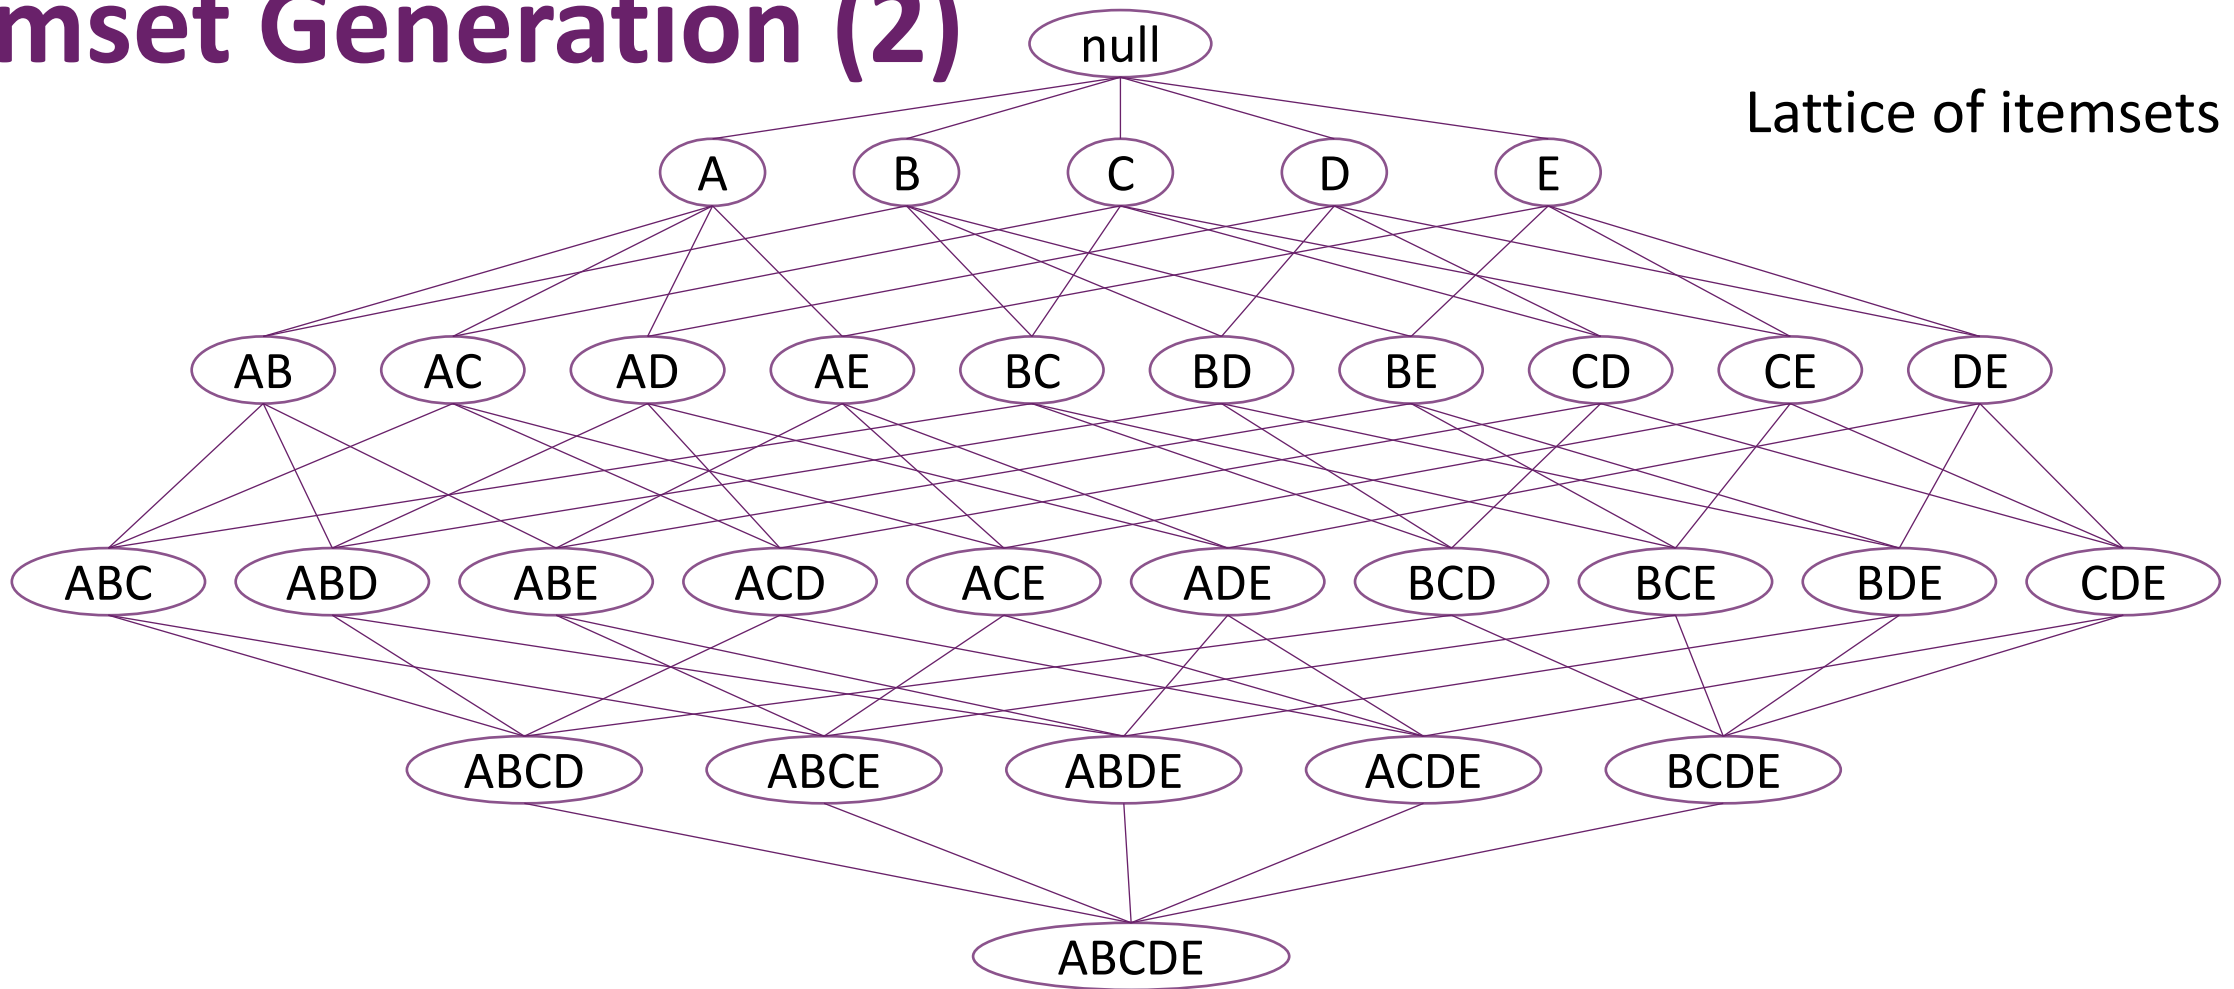 mset Generation (2)
null
Lattice of itemsets
A B C D E
AB AC AD AE BC BD BE CD CE DE
ABC ABD ABE ACD ACE ADE BCD BCE BDE CDE
ABCD ABCE ABDE ACDE BCDE
ABCDE